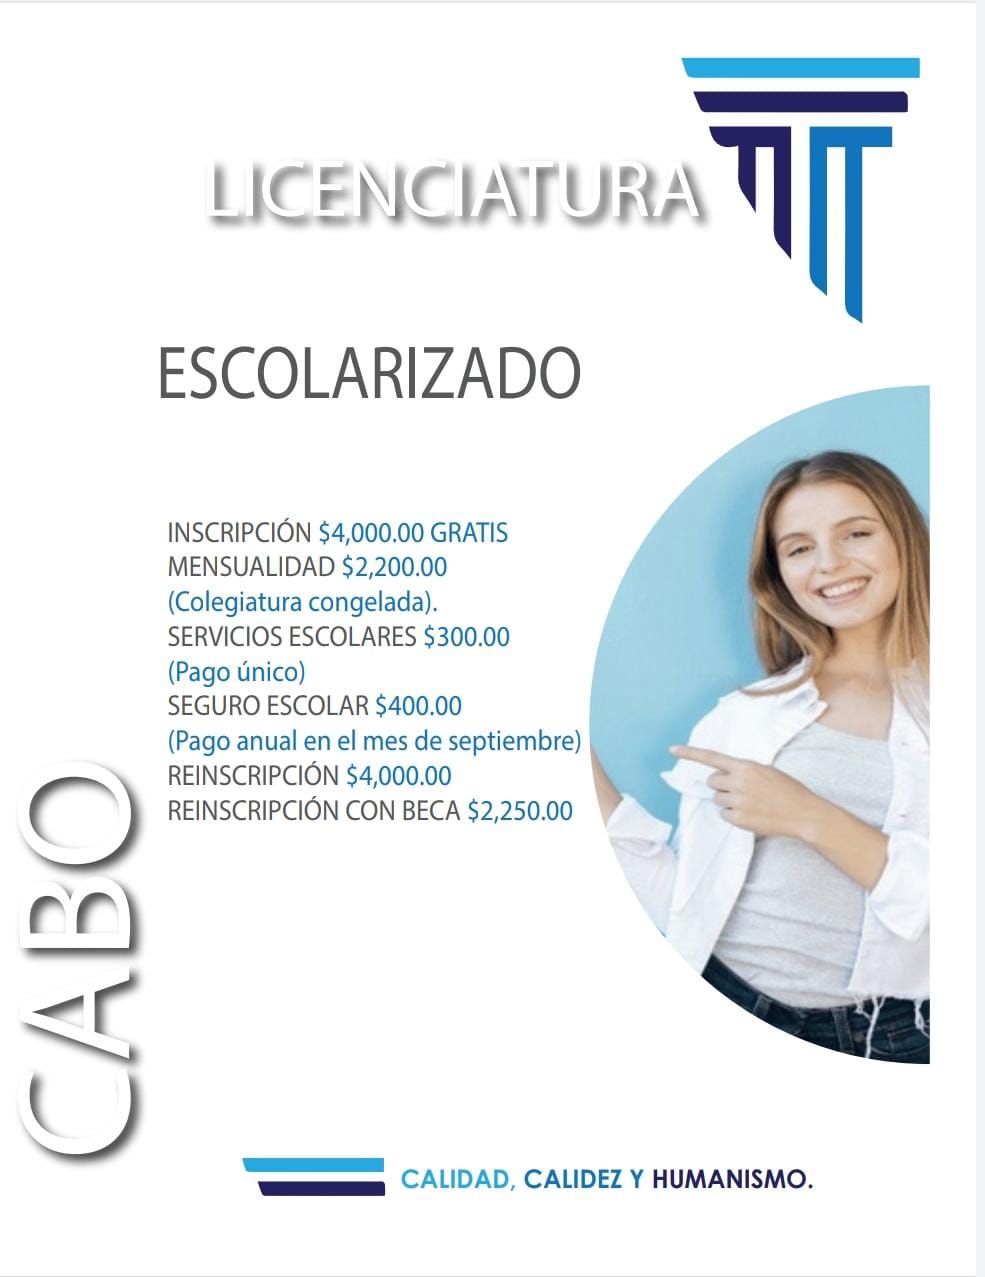 LICENCIATURA
ESCOLARIZADO
INSCRIPCIÓN $4,000.00 GRATIS
MENSUALIDAD $2,200.00
(Colegiatura congelada).
SERVICIOS ESCOLARES $300.00
(Pago único)
SEGURO ESCOLAR $400.00
(Pago anual en el mes de septiembre)
REINSCRIPCIÓN $4,000.00
REINSCRIPCIÓN CON BECA $2,250.00
CABO
CALIDAD, CALIDEZ Y HUMANISMO.